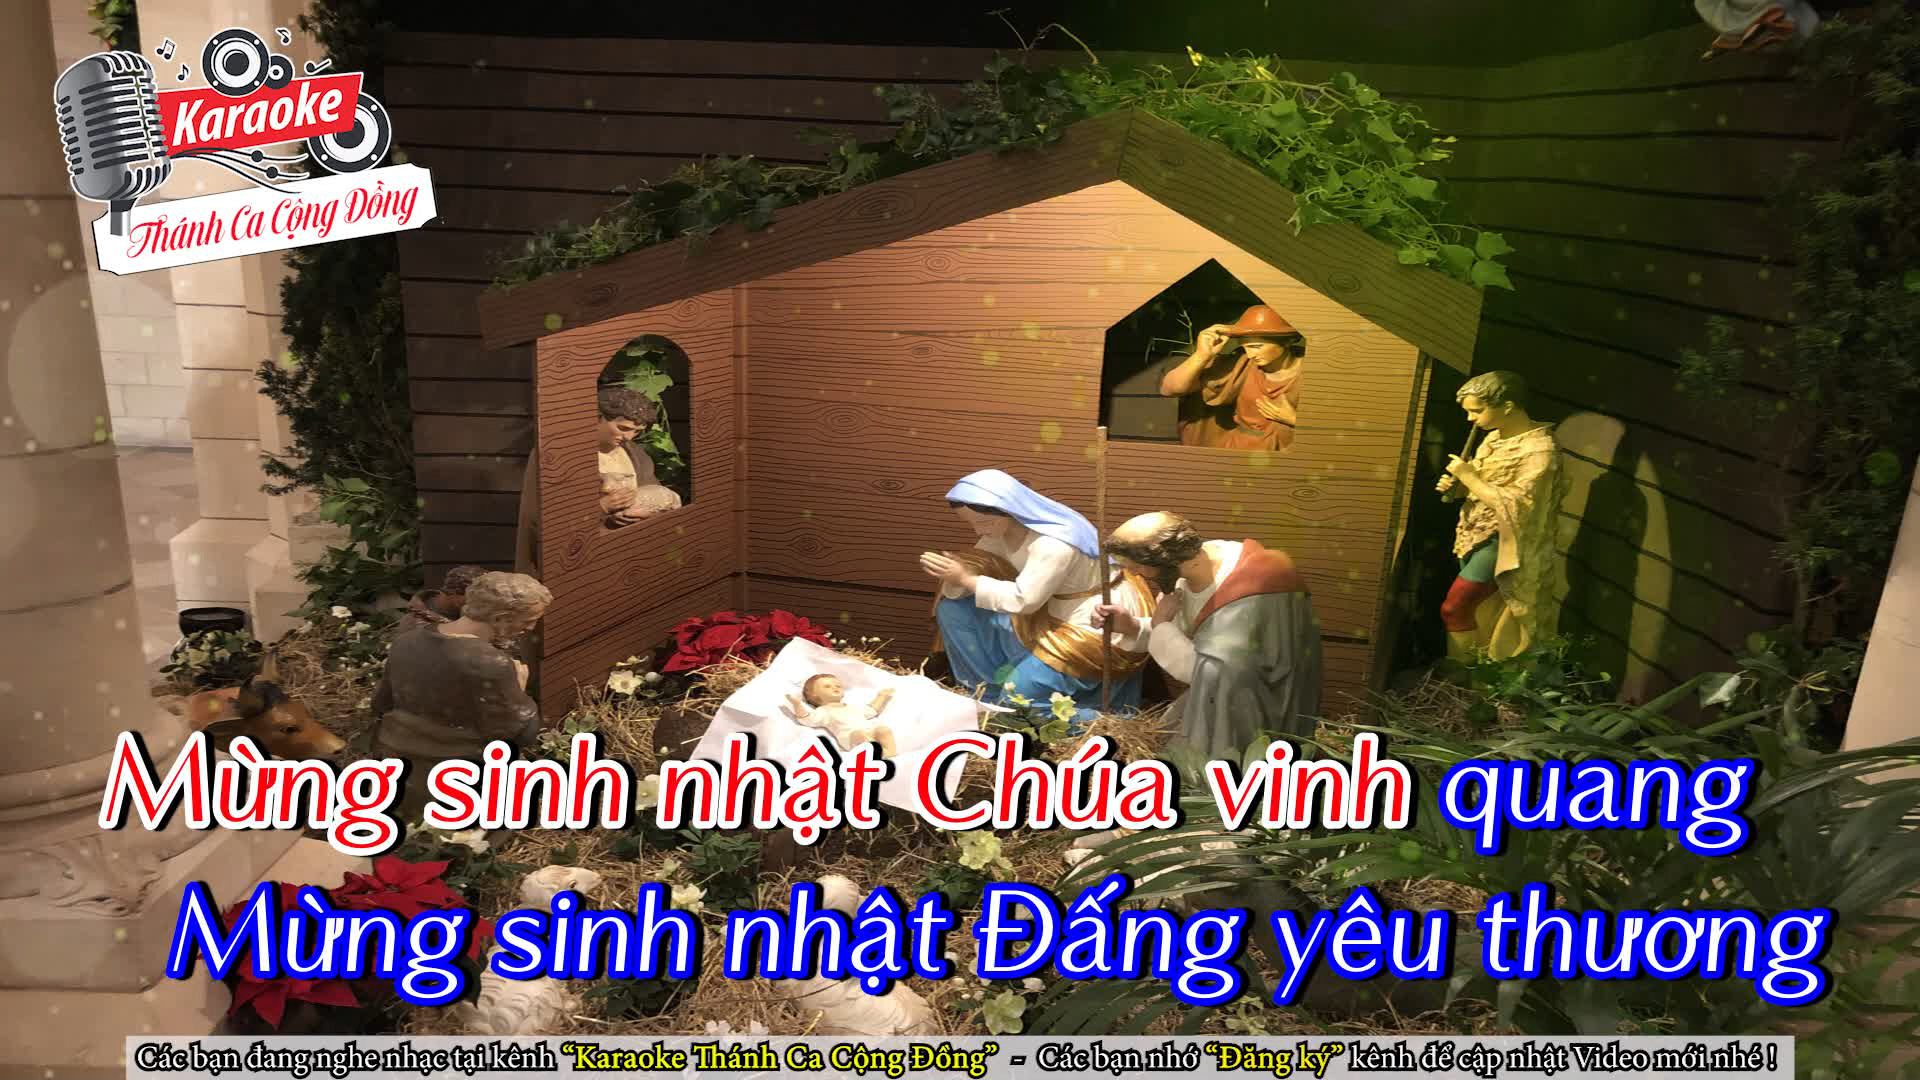 Karaoke
Thánh Ca Cộng Đồng
Mừng sinh nhật Chúa vinh quang
Mừng sinh nhật Đấng yêu thương
Các bạn đang nghe nhạc tại kênh “Karaoke Thánh Ca Cộng Đồng” - Các bạn nhớ “Đăng ký” kênh để cập nhật Video mới nhé !